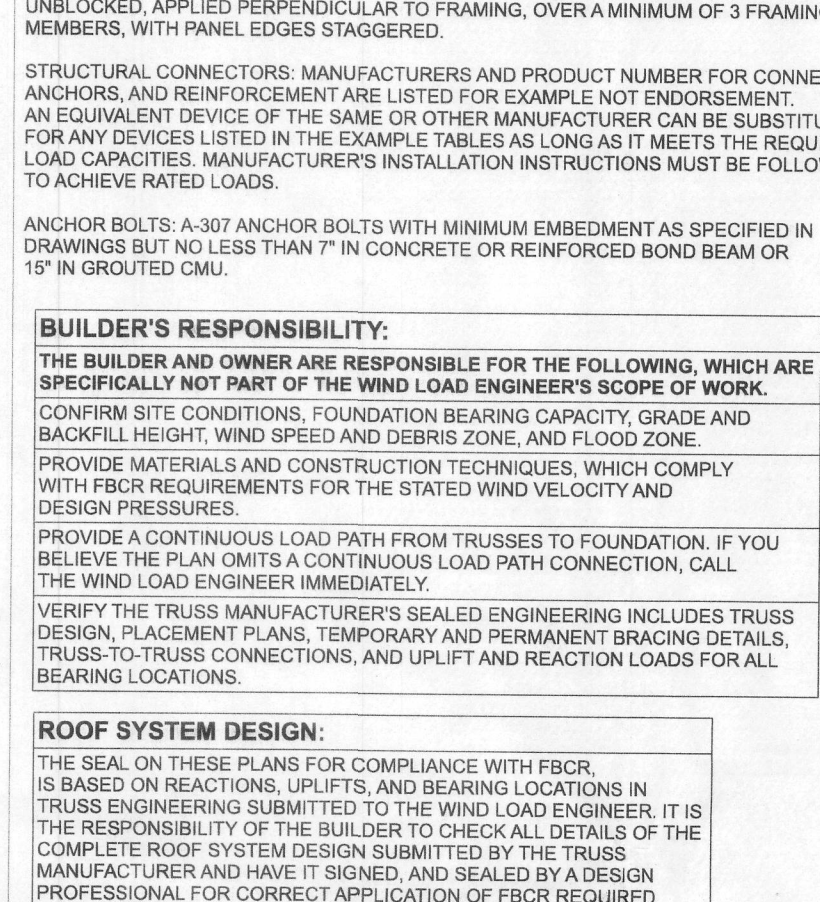 UNBLOCKED, APPLIED PERPENDICULAR TO FRAMING, OVER A MINIMUM OF 3 FRAMING
MEMBERS, WITH PANEL EDGES STAGGERED.
STRUCTURAL CONNECTORS: MANUFACTURERS AND PRODUCT NUMBER FOR CONNE
ANCHORS, AND REINFORCEMENT ARE LISTED FOR EXAMPLE NOT ENDORSEMENT.
AN EQUIVALENT DEVICE OF THE SAME OR OTHER MANUFACTURER CAN BE SUBSTITU
FOR ANY DEVICES LISTED IN THE EXAMPLE TABLES AS LONG AS IT MEETS THE REQU
LOAD CAPACITIES. MANUFACTURER'S INSTALLATION INSTRUCTIONS MUST BE FOLLO
TO ACHIEVE RATED LOADS.
ANCHOR BOLTS: A-307 ANCHOR BOLTS WITH MINIMUM EMBEDMENT AS SPECIFIED IN
DRAWINGS BUT NO LESS THAN 7" IN CONCRETE OR REINFORCED BOND BEAM OR
15" IN GROUTED CMU.
BUILDER'S RESPONSIBILITY:
THE BUILDER AND OWNER ARE RESPONSIBLE FOR THE FOLLOWING, WHICH ARE
SPECIFICALLY NOT PART OF THE WIND LOAD ENGINEER'S SCOPE OF WORK.
CONFIRM SITE CONDITIONS, FOUNDATION BEARING CAPACITY, GRADE AND
BACKFILL HEIGHT, WIND SPEED AND DEBRIS ZONE, AND FLOOD ZONE.
PROVIDE MATERIALS AND CONSTRUCTION TECHNIQUES, WHICH COMPLY
WITH FBCR REQUIREMENTS FOR THE STATED WIND VELOCITY AND
DESIGN PRESSURES.
PROVIDE A CONTINUOUS LOAD PATH FROM TRUSSES TO FOUNDATION. IF YOU
BELIEVE THE PLAN OMITS A CONTINUOUS LOAD PATH CONNECTION, CALL
THE WIND LOAD ENGINEER IMMEDIATELY.
VERIFY THE TRUSS MANUFACTURER'S SEALED ENGINEERING INCLUDES TRUSS
DESIGN, PLACEMENT PLANS, TEMPORARY AND PERMANENT BRACING DETAILS,
TRUSS-TO-TRUSS CONNECTIONS, AND UPLIFT AND REACTION LOADS FOR ALL
BEARING LOCATIONS.
ROOF SYSTEM DESIGN:
THE SEAL ON THESE PLANS FOR COMPLIANCE WITH FBCR,
IS BASED ON REACTIONS, UPLIFTS, AND BEARING LOCATIONS IN
TRUSS ENGINEERING SUBMITTED TO THE WIND LOAD ENGINEER. IT IS
THE RESPONSIBILITY OF THE BUILDER TO CHECK ALL DETAILS OF THE
COMPLETE ROOF SYSTEM DESIGN SUBMITTED BY THE TRUSS
MANUFACTURER AND HAVE IT SIGNED, AND SEALED BY A DESIGN
PROFESSIONAL FOR CORRECT APPLICATION OF FBCR REQUIRED